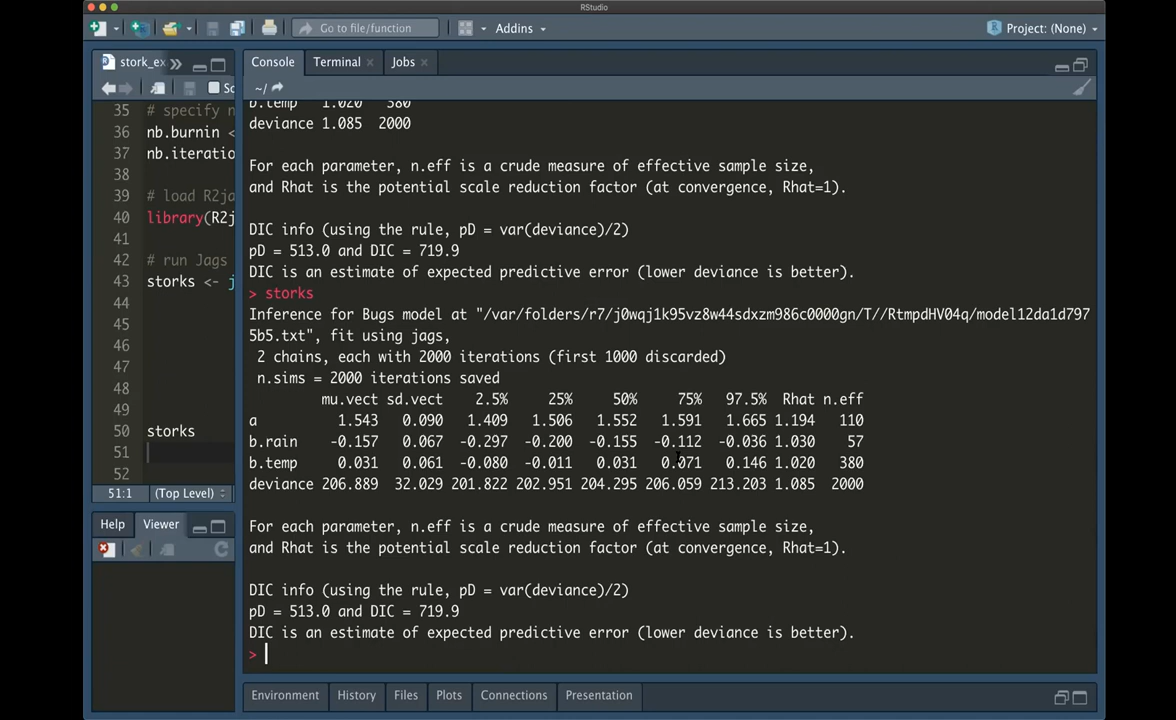 RStudio
Go to file/function
Addins
Project: (None)
stork_ex
Console
Terminal
Jobs
So
~/
35 # specify n
36 nb.burnin <
37 nb.iteratio
38
39 # load R2ja
40 library(R2j
41
42 # run Jags
43 storks <- j
44
45
46
47
48
49
50 storks
51
52
51:1 (Top Level)
Help Viewer
b.temp 1.020 380
deviance 1.085 2000
For each parameter, n.eff is a crude measure of effective sample size,
and Rhat is the potential scale reduction factor (at convergence, Rhat=1).
DIC info (using the rule, pD = var(deviance)/2)
pD = 513.0 and DIC = 719.9
DIC is an estimate of expected predictive error (lower deviance is better).
> storks
Inference for Bugs model at "/var/folders/r7/j0wqj1k95vz8w44sdxzm986c0000gn/T//RtmpdHV04q/model12da1d797
5b5.txt", fit using jags,
2 chains, each with 2000 iterations (first 1000 discarded)
n.sims = 2000 iterations saved
mu.vect sd.vect 2.5% 25% 50% 75% 97.5% Rhat n.eff
a 1.543 0.090 1.409 1.506 1.552 1.591 1.665 1.194 110
b.rain -0.157 0.067 -0.297 -0.200 -0.155 -0.112 -0.036 1.030 57
b.temp 0.031 0.061 -0.080 -0.011 0.031 0.071 0.146 1.020 380
deviance 206.889 32.029 201.822 202.951 204.295 206.059 213.203 1.085 2000
For each parameter, n.eff is a crude measure of effective sample size,
and Rhat is the potential scale reduction factor (at convergence, Rhat=1).
DIC info (using the rule, pD = var(deviance)/2)
pD = 513.0 and DIC = 719.9
DIC is an estimate of expected predictive error (lower deviance is better).
>
Environment History Files Plots Connections Presentation